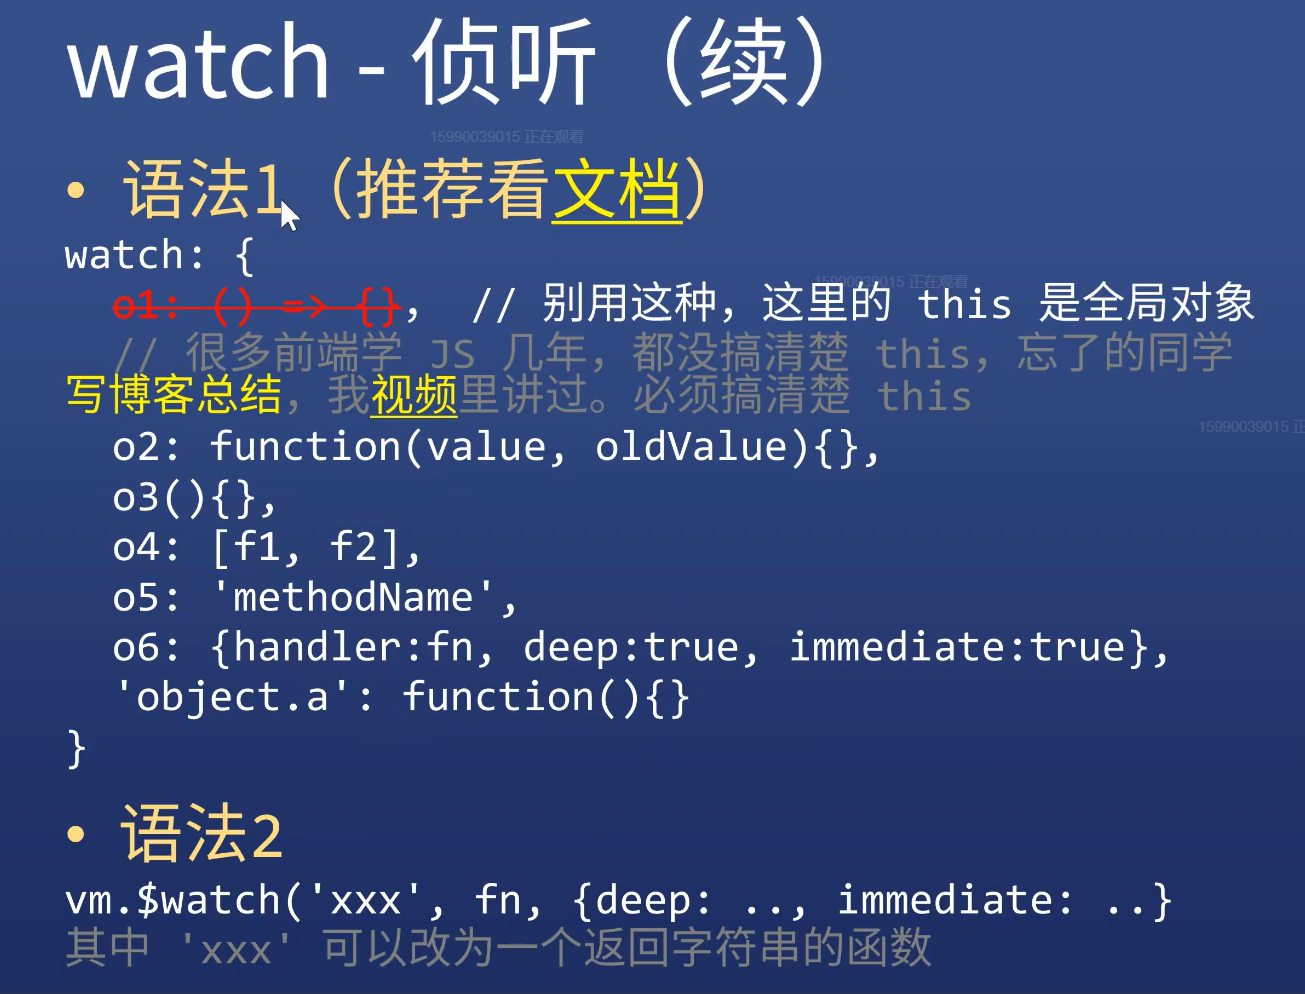 watch - 侦听（续）
15990039015 正在观看
• 语法1（推荐看文档）
watch: {
15990039015 正在观看
o1: () => {}, // 别用这种，这里的 this 是全局对象
// 很多前端学 JS 几年，都没搞清楚 this，忘了的同学
写博客总结，我视频里讲过。必须搞清楚 this
15990039015 正
o2: function(value, oldValue){},
o3(){},
o4: [f1, f2],
o5: 'methodName',
o6: {handler:fn, deep:true, immediate:true},
'object.a': function(){}
}
• 语法2
vm.$watch('xxx', fn, {deep: .., immediate: ..}
其中 'xxx' 可以改为一个返回字符串的函数